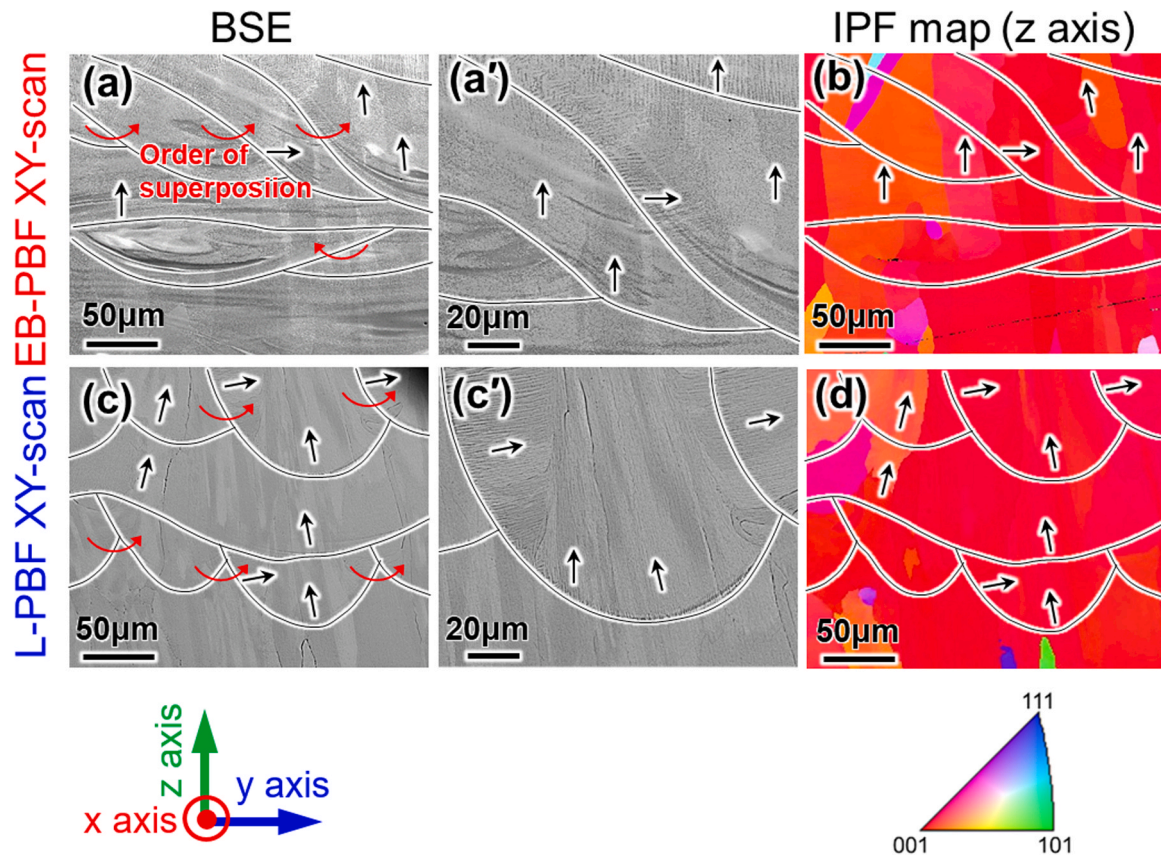 BSE
IPF map (z axis)
EB-PBF XY-scan
(a)
Order of
superposiion
50μm
(a′)
20μm
(b)
50μm
L-PBF XY-scan
(c)
50μm
(c′)
20μm
(d)
50μm
z axis
y axis
x axis
111
001
101